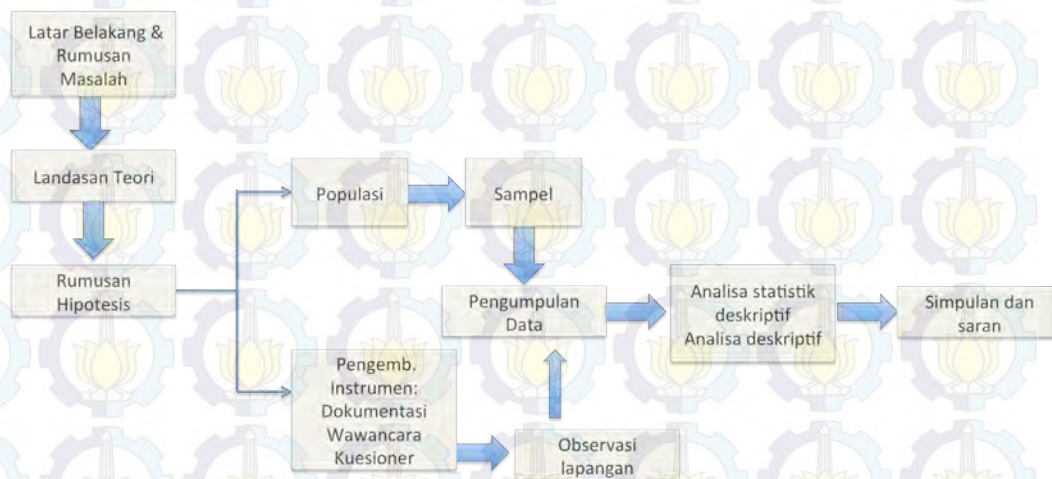 Latar Belakang &
Rumusan
Masalah
Landasan Teori
Rumusan
Hipotesis
Populasi
Sampel
Pengumpulan
Data
Pengemb.
Instrumen:
Dokumentasi
Wawancara
Kuesioner
Observasi
lapangan
Analisa statistik
deskriptif
Analisa deskriptif
Simpulan dan
saran